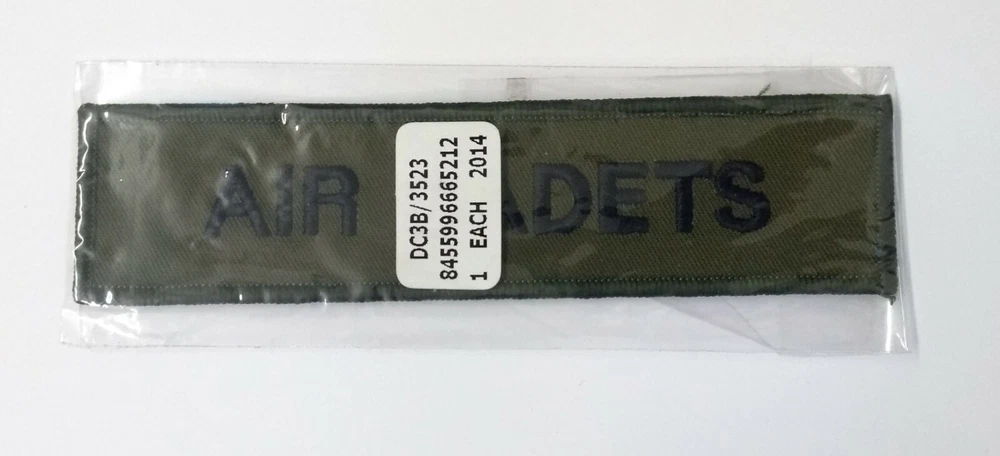 AIR ADETS
DC3B/3523
8455996665212
1 EACH 2014